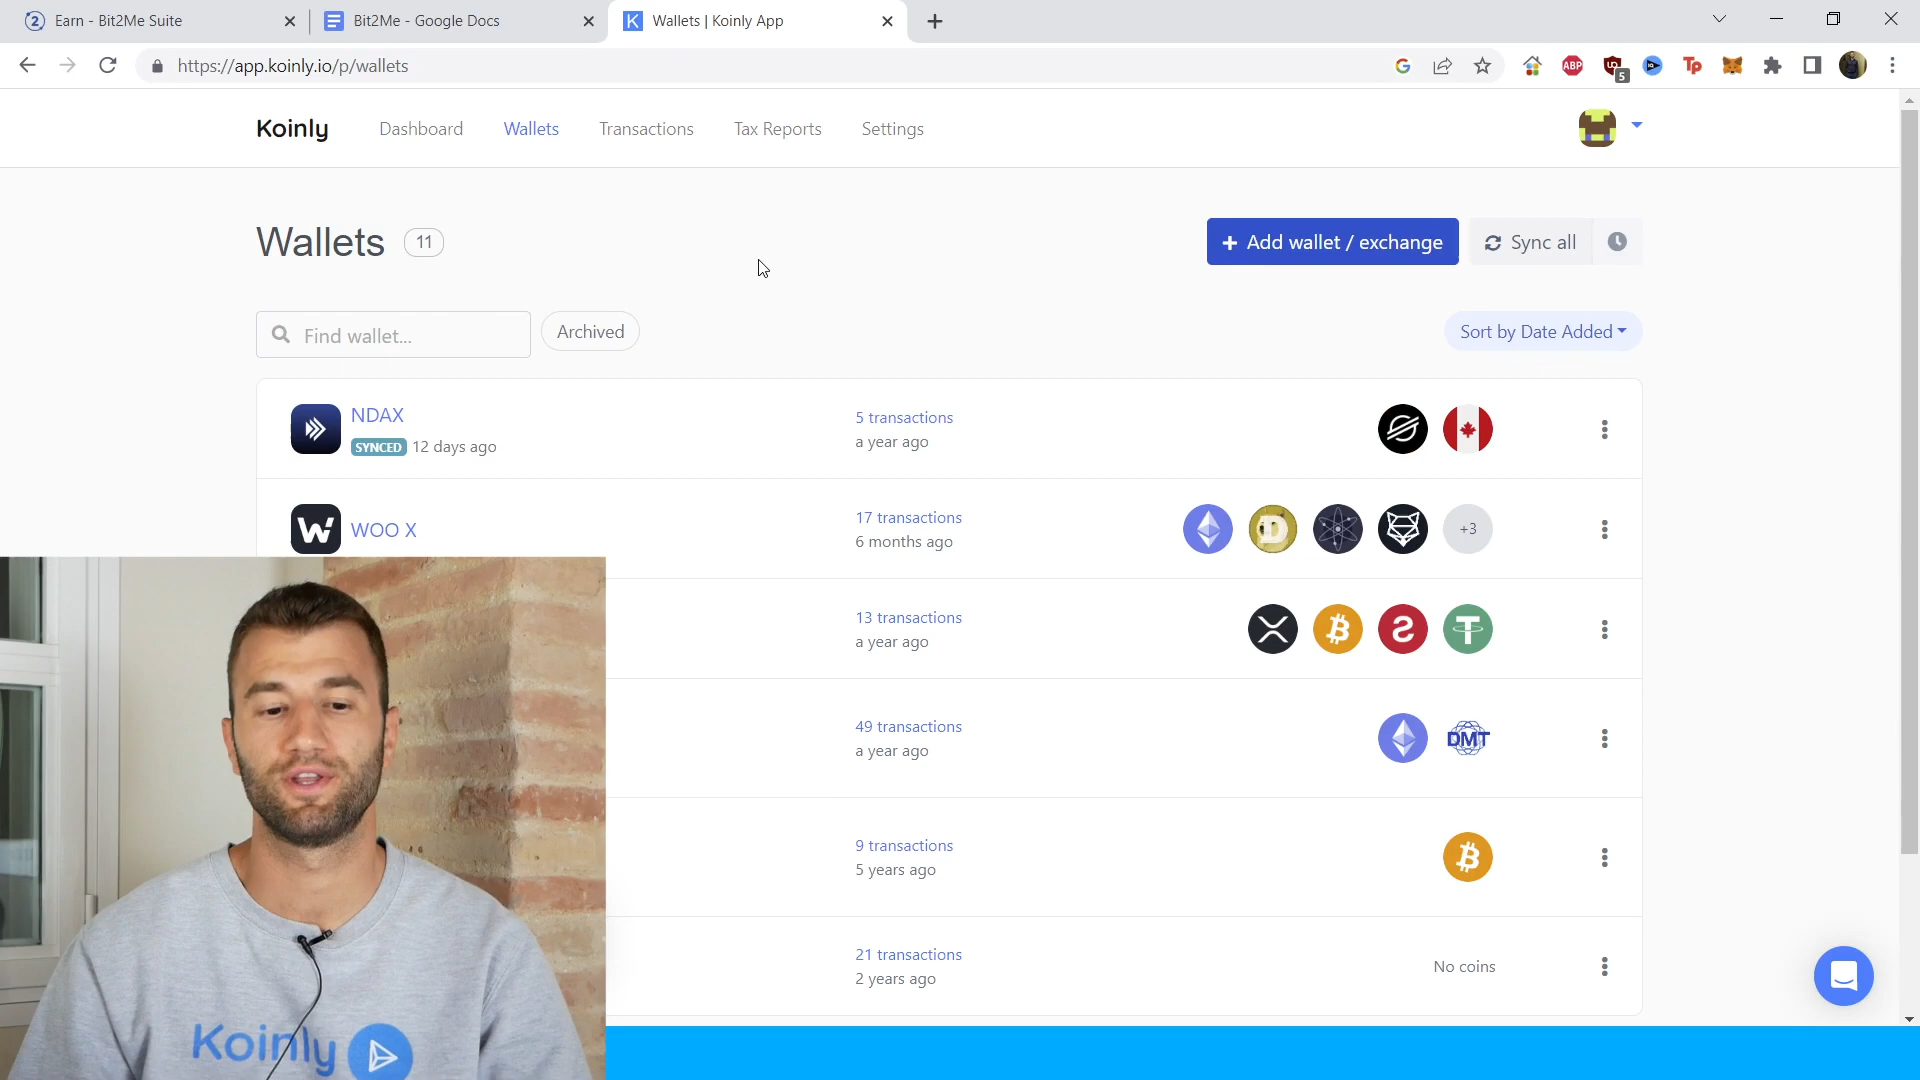 Earn - Bit2Me Suite
Bit2Me - Google Docs
Wallets | Koinly App
https://app.koinly.io/p/wallets
ABP
5
Tp
Koinly
Dashboard
Wallets
Transactions
Tax Reports
Settings
Wallets 11
+ Add wallet / exchange
Sync all
Find wallet...
Archived
Sort by Date Added
NDAX
SYNCED 12 days ago
5 transactions
a year ago
WOO X
17 transactions
6 months ago
+3
13 transactions
a year ago
49 transactions
a year ago
DMT
9 transactions
5 years ago
21 transactions
2 years ago
No coins
Koinly